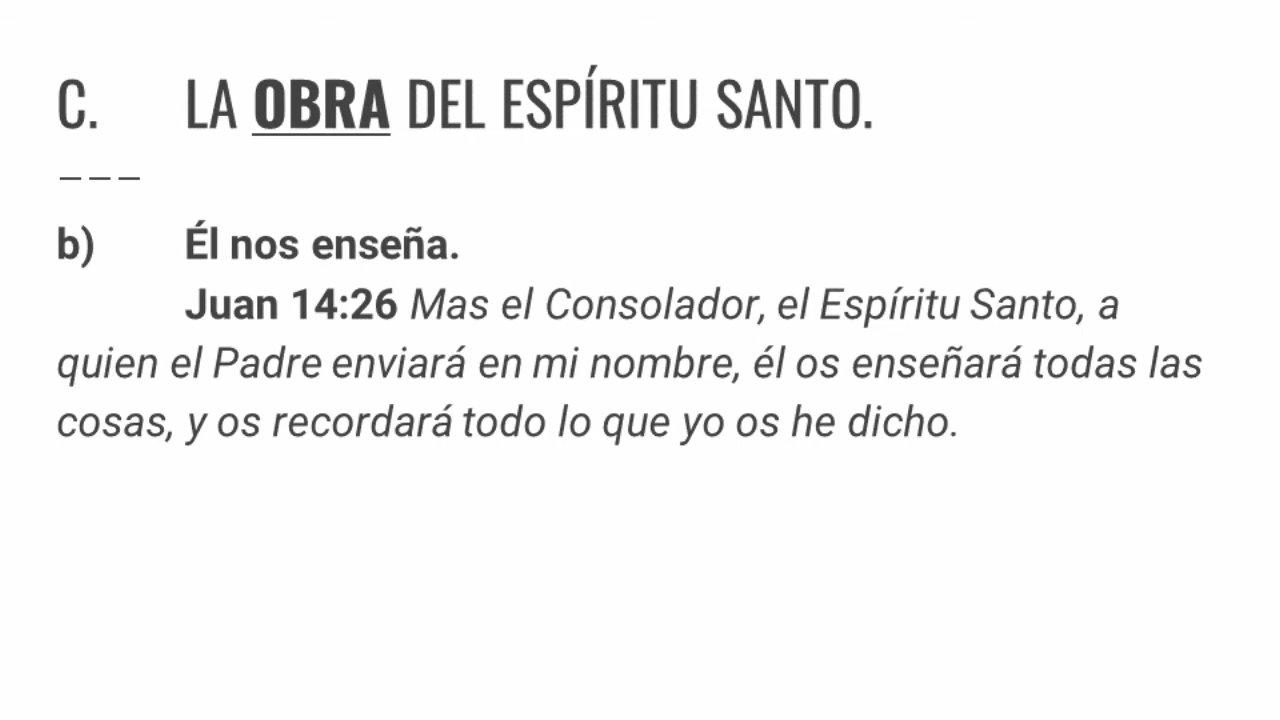 C. LA OBRA DEL ESPÍRITU SANTO.
b) Él nos enseña.
Juan 14:26 Mas el Consolador, el Espíritu Santo, a
quien el Padre enviará en mi nombre, él os enseñará todas las
cosas, y os recordará todo lo que yo os he dicho.